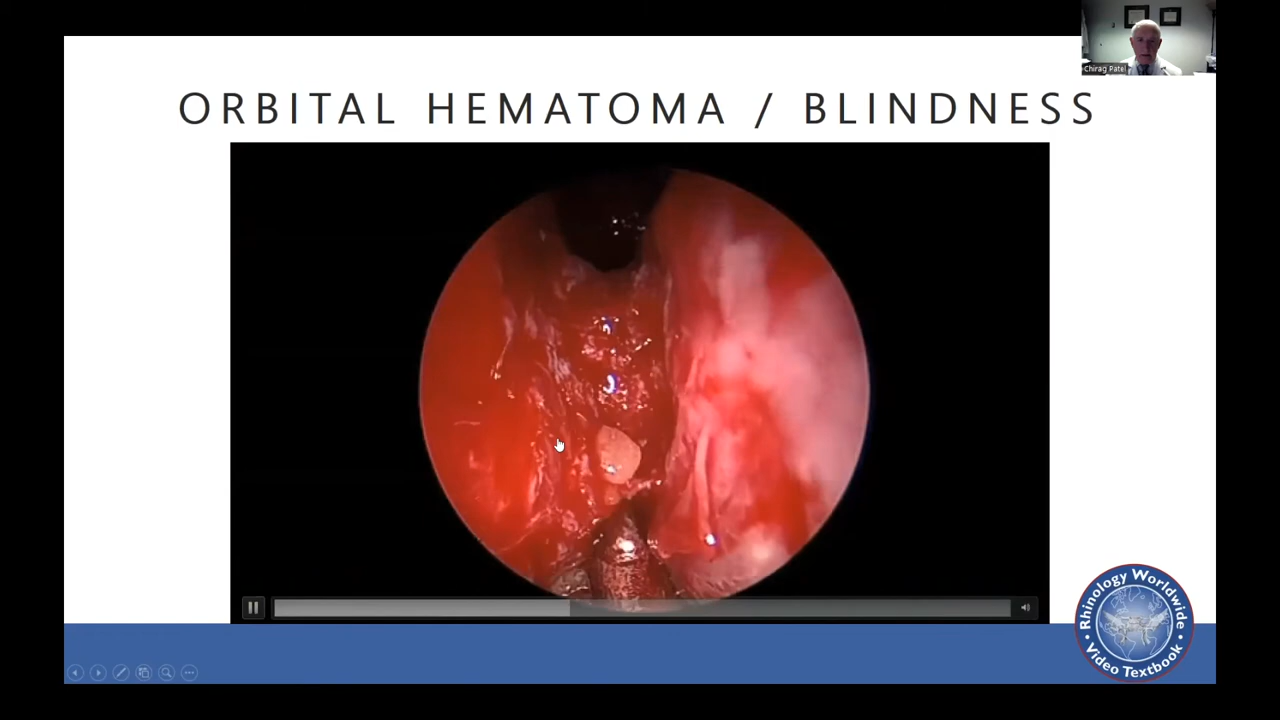 Chirag Patel
ORBITAL HEMATOMA / BLINDNESS
Rhinology Worldwide
Video Textbook